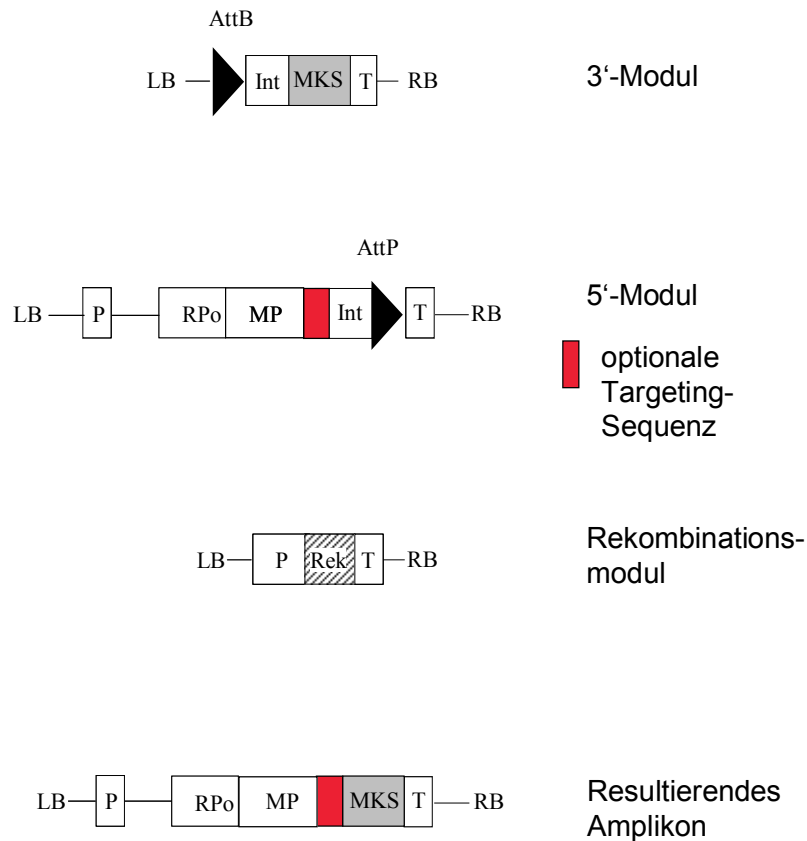 AttB
LB Int MKS T RB 3‘-Modul
AttP
LB P RPo MP Int T RB 5‘-Modul
optionale
Targeting-
Sequenz
LB P Rek T RB Rekombinations-
modul
LB P RPo MP MKS T RB Resultierendes
Amplikon